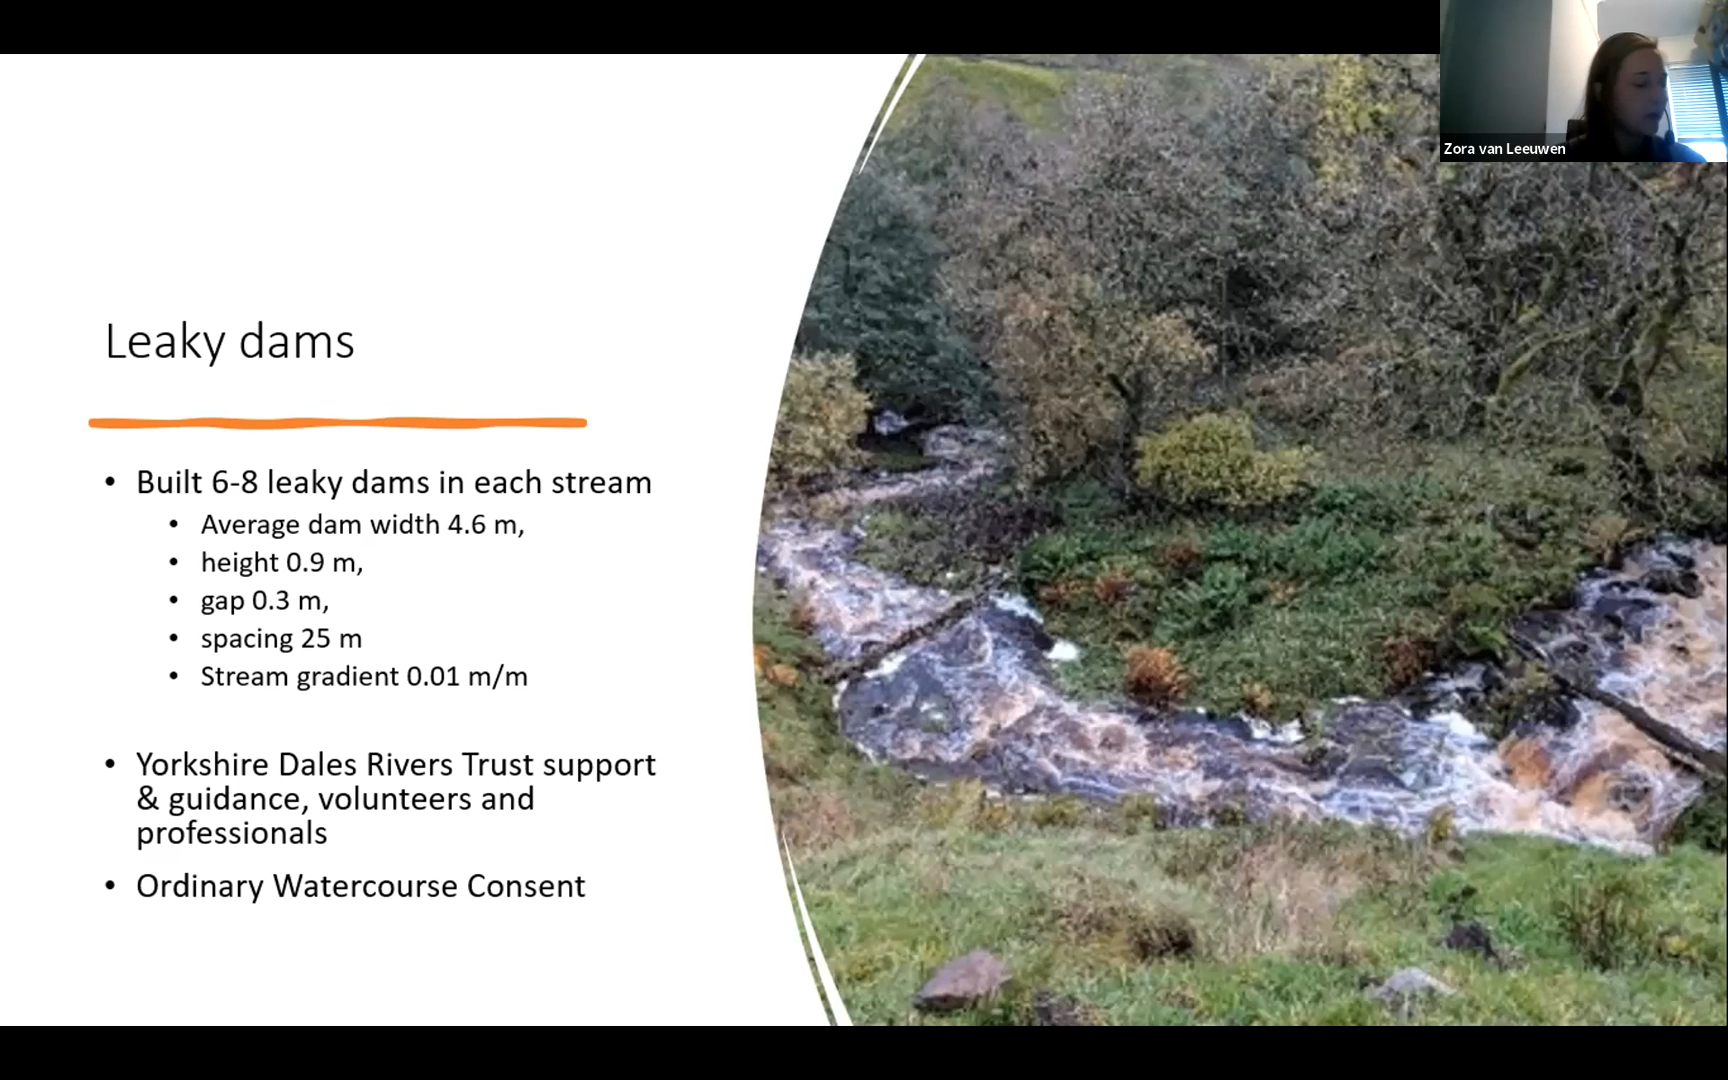 Zora van Leeuwen
Leaky dams
• Built 6-8 leaky dams in each stream
• Average dam width 4.6 m,
• height 0.9 m,
• gap 0.3 m,
• spacing 25 m
• Stream gradient 0.01 m/m
• Yorkshire Dales Rivers Trust support
& guidance, volunteers and
professionals
• Ordinary Watercourse Consent